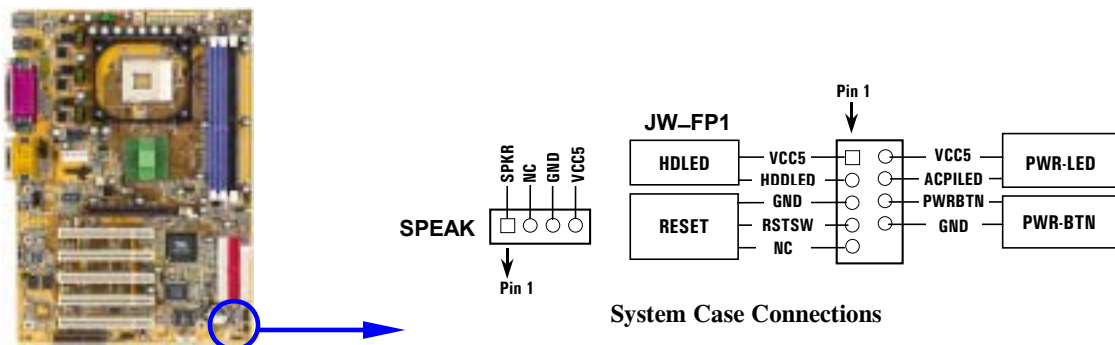 Pin 1
JW–FP1
HDLED
VCC5
VCC5
PWR-LED
HDDLED
ACPILED
GND
PWRBTN
RESET
RSTSW
GND
PWR-BTN
NC
SPKR
NC
GND
VCC5
SPEAK
Pin 1
System Case Connections